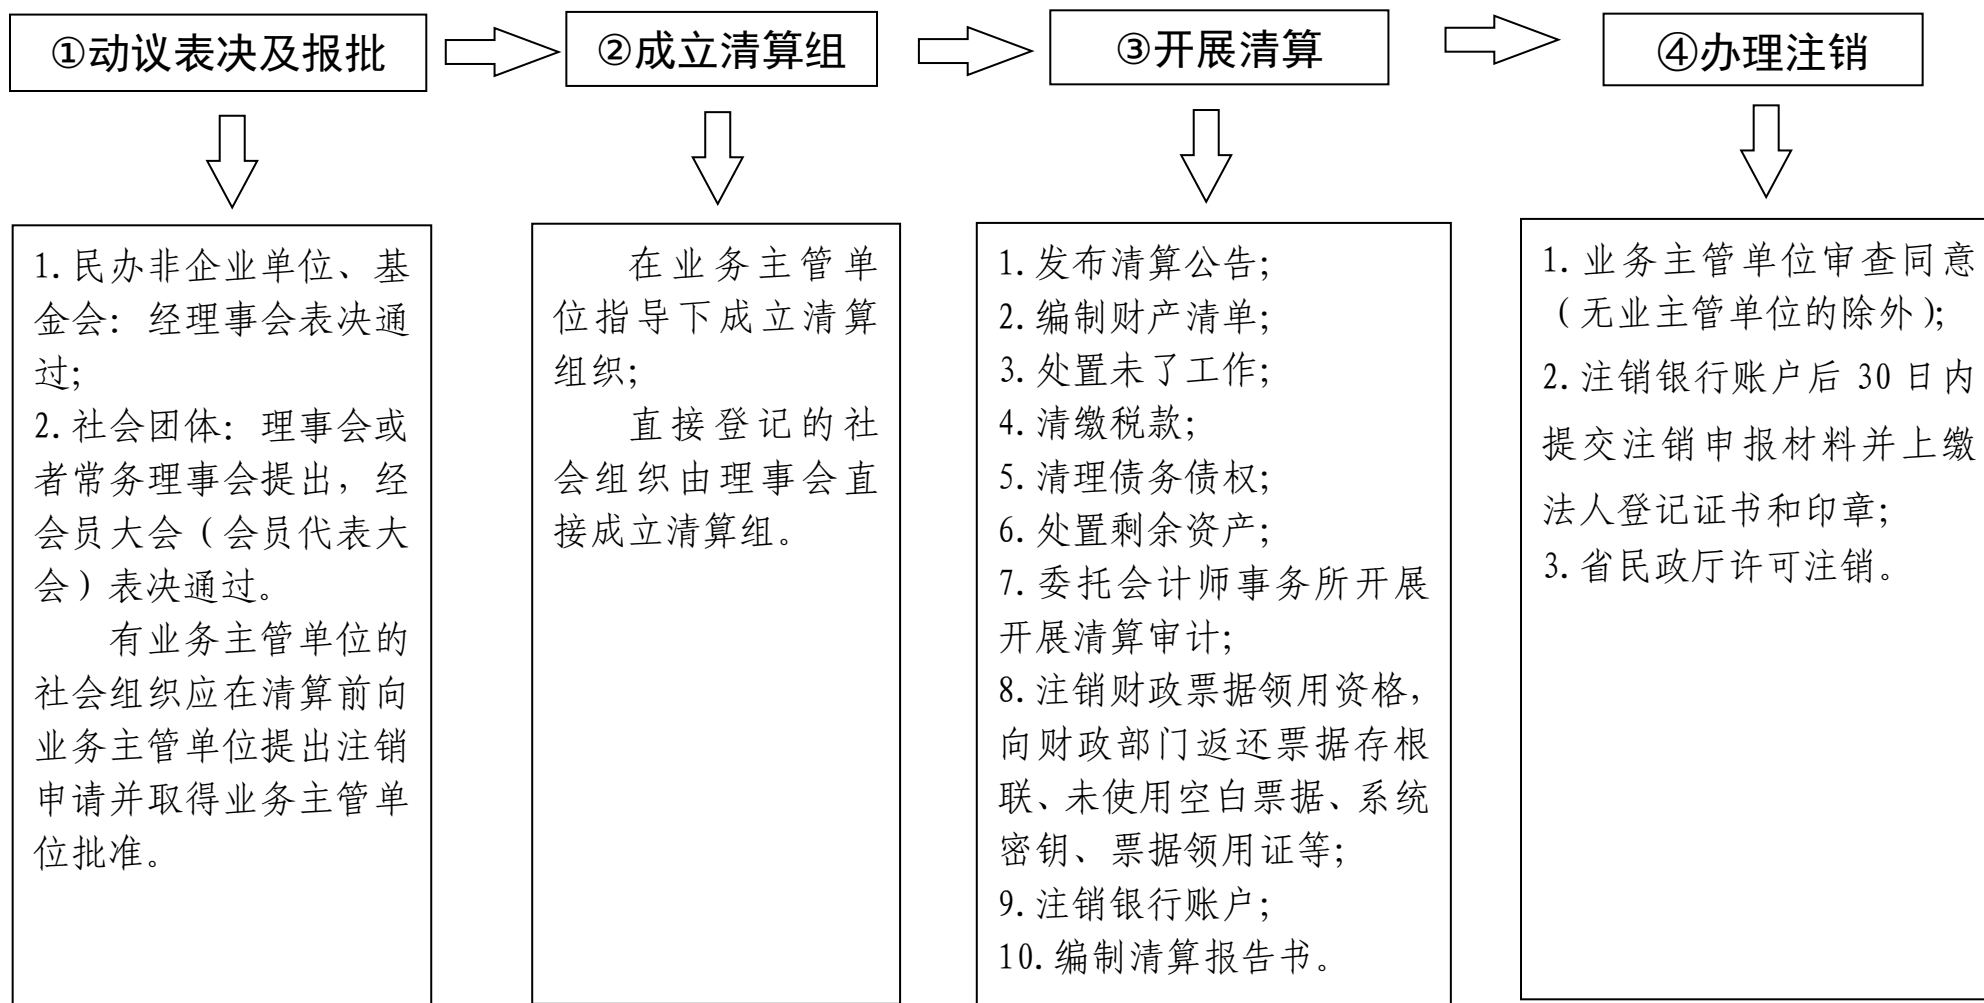 ①动议表决及报批
②成立清算组
③开展清算
④办理注销
1.民办非企业单位、基
金会：经理事会表决通
过；
2.社会团体：理事会或
者常务理事会提出，经
会员大会（会员代表大
会）表决通过。
有业务主管单位的
社会组织应在清算前向
业务主管单位提出注销
申请并取得业务主管单
位批准。
在业务主管单
位指导下成立清算
组织；
直接登记的社
会组织由理事会直
接成立清算组。
1.发布清算公告；
2.编制财产清单；
3.处置未了工作；
4.清缴税款；
5.清理债务债权；
6.处置剩余资产；
7.委托会计师事务所开展
开展清算审计；
8.注销财政票据领用资格，
向财政部门返还票据存根
联、未使用空白票据、系统
密钥、票据领用证等；
9.注销银行账户；
10.编制清算报告书。
1.业务主管单位审查同意
（无业主管单位的除外）；
2.注销银行账户后 30 日内
提交注销申报材料并上缴
法人登记证书和印章；
3.省民政厅许可注销。